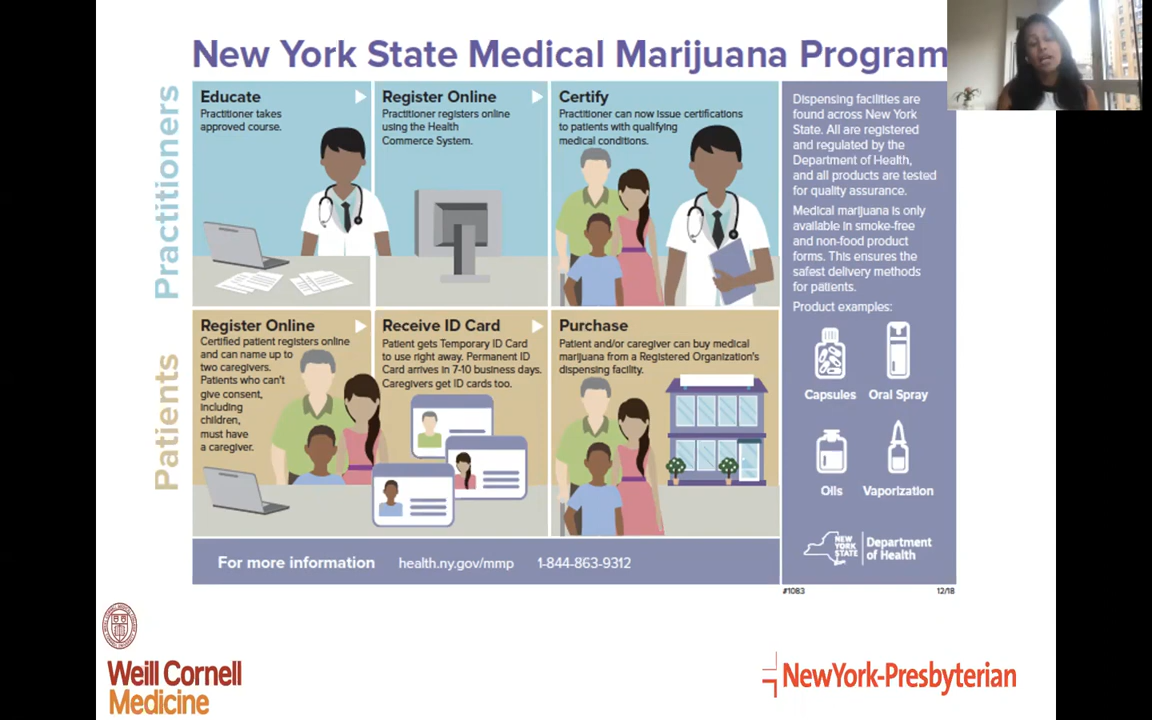 New York State Medical Marijuana Program
Practitioners
Educate
Practitioner takes
approved course.
Register Online
Practitioner registers online
using the Health
Commerce System.
Certify
Practitioner can now issue certifications
to patients with qualifying
medical conditions.
Patients
Register Online
Certified patient registers online
and can name up to
two caregivers.
Patients who can't
give consent,
including
children,
must have
a caregiver.
Receive ID Card
Patient gets Temporary ID Card
to use right away. Permanent ID
Card arrives in 7-10 business days.
Caregivers get ID cards too.
Purchase
Patient and/or caregiver can buy medical
marijuana from a Registered Organization's
dispensing facility.
Dispensing facilities are
found across New York
State. All are registered
and regulated by the
Department of Health,
and all products are tested
for quality assurance.
Medical marijuana is only
available in smoke-free
and non-food product
forms. This ensures the
safest delivery methods
for patients.
Product examples:
Capsules
Oral Spray
Oils
Vaporization
NEW
YORK
STATE
Department
of Health
For more information health.ny.gov/mmp 1-844-863-9312
#1083
12/18
Weill Cornell
Medicine
NewYork-Presbyterian